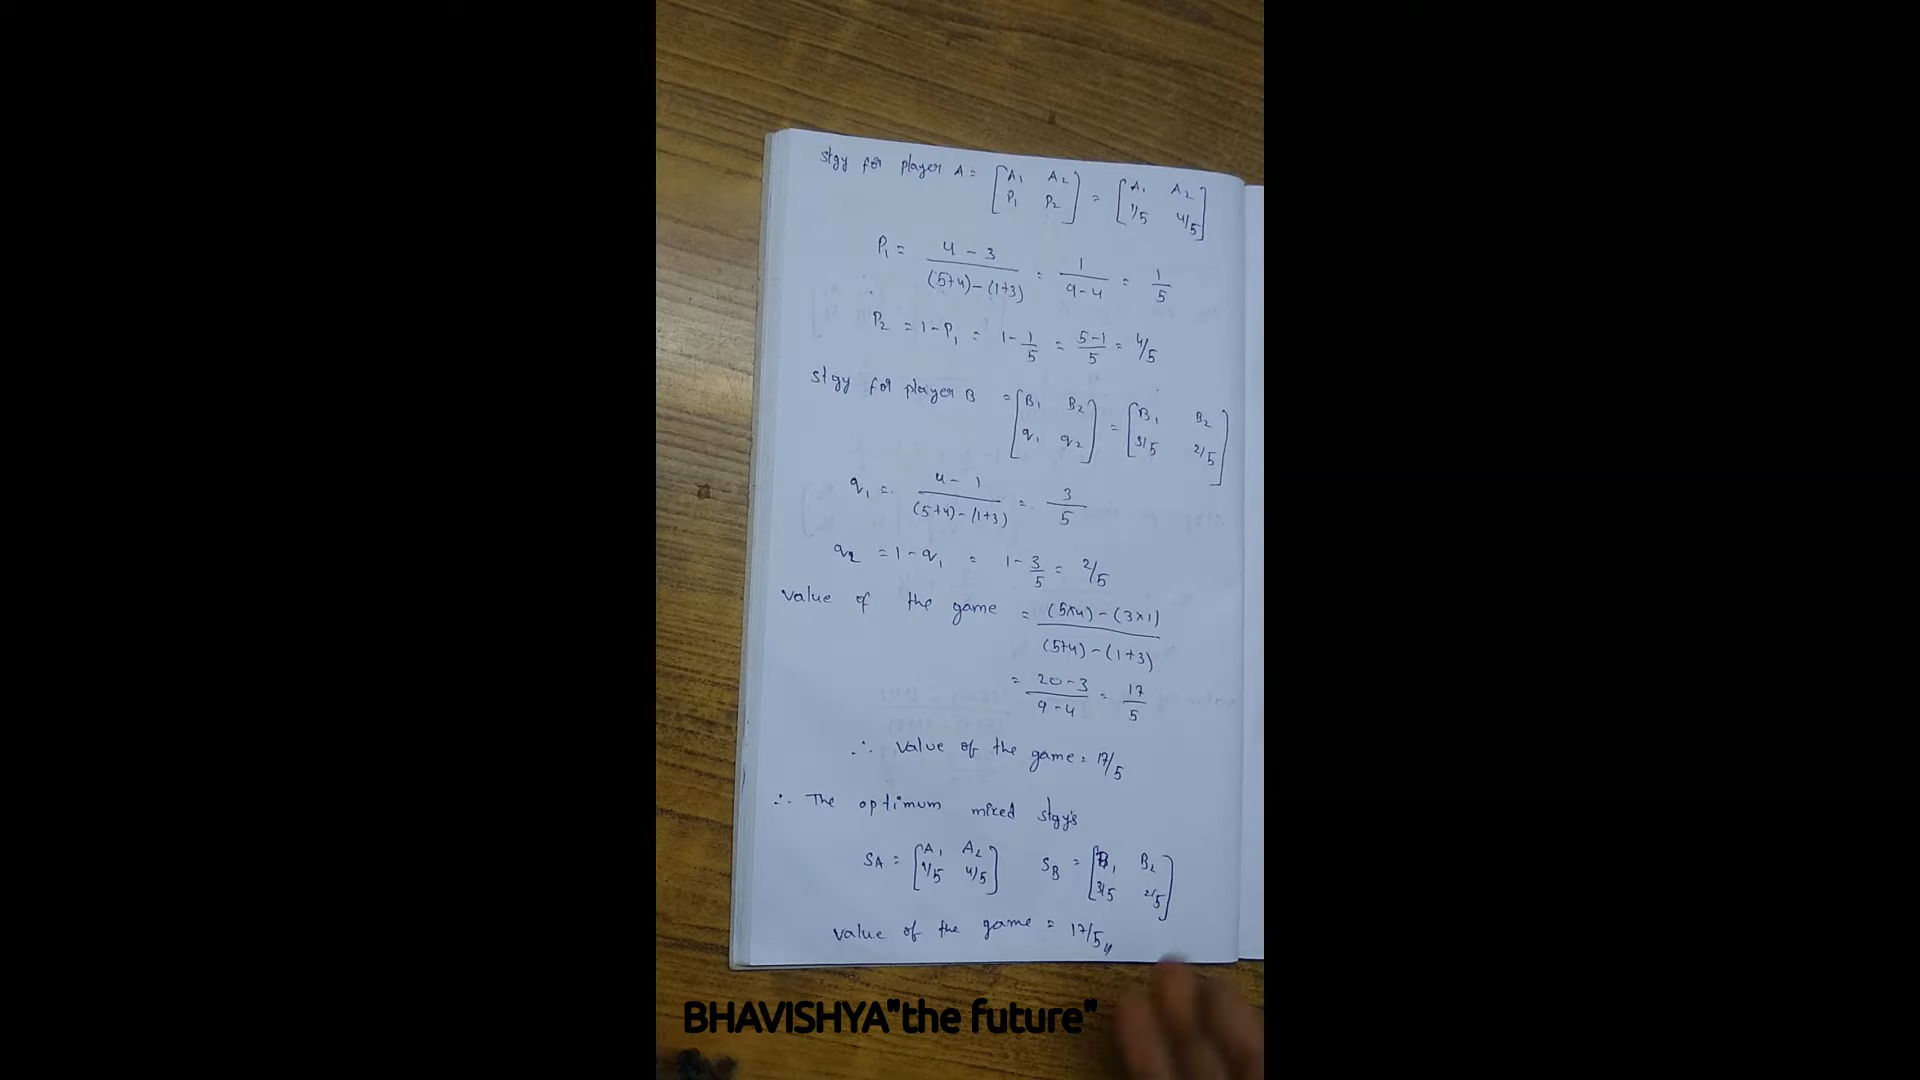 stgy for player A = [A1 A2 P1 P2] = [A1 A2 1/5 4/5]
P1 = 4 - 3 / (5+4) - (1+3) = 1 / 9-4 = 1/5
P2 = 1 - P1 = 1 - 1/5 = 5-1/5 = 4/5
stgy for player B = [B1 B2 q1 q2] = [B1 B2 3/5 2/5]
q1 = 4 - 1 / (5+4) - (1+3) = 3/5
q2 = 1 - q1 = 1 - 3/5 = 2/5
value of the game = (5×4) - (3×1) / (5+4) - (1+3)
= 20-3 / 9-4 = 17/5
∴ value of the game = 17/5
∴ The optimum mixed stgy's
SA = [A1 A2 1/5 4/5] SB = [B1 B2 3/5 2/5]
value of the game = 17/5 //
BHAVISHYA"the future"